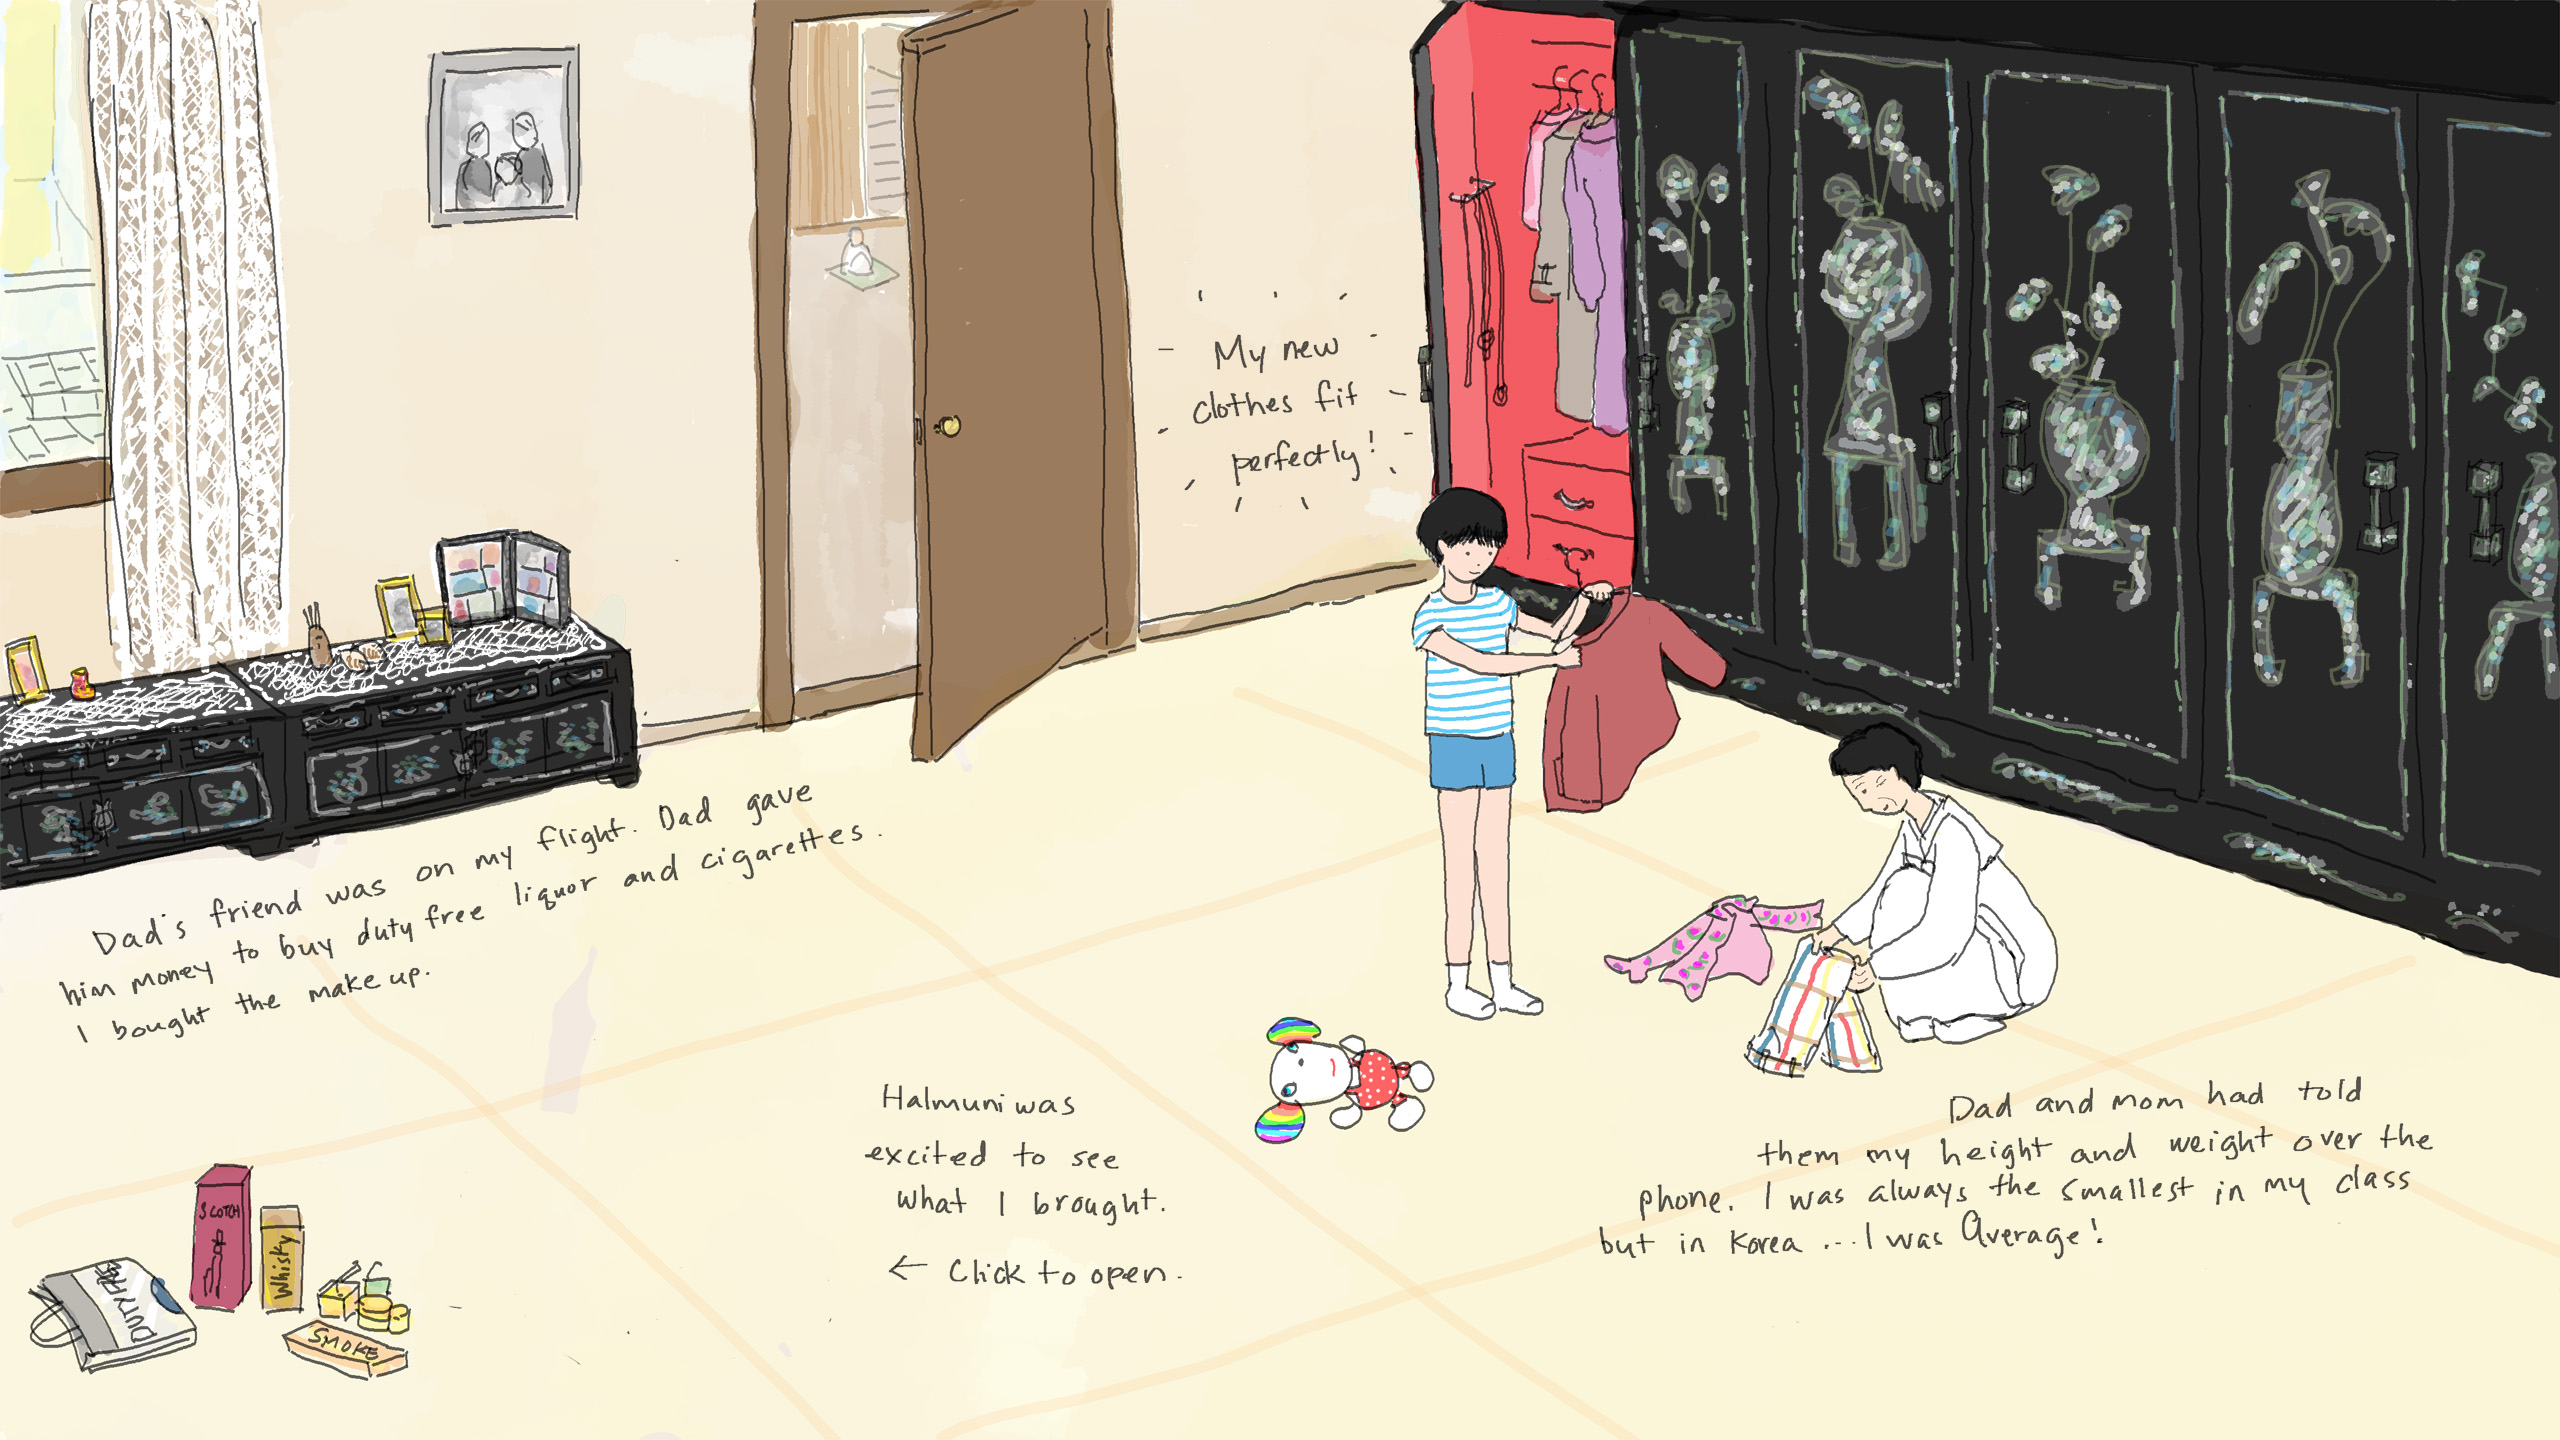 My new
clothes fit
perfectly!
Dad's friend was on my flight. Dad gave
him money to buy duty free liquor and cigarettes.
I bought the make up.
Halmuni was
excited to see
what I brought.
← Click to open.
Dad and mom had told
them my height and weight over the
phone. I was always the smallest in my class
but in Korea ... I was Average!
SCOTCH
Whisky
DUTY
SMOKE